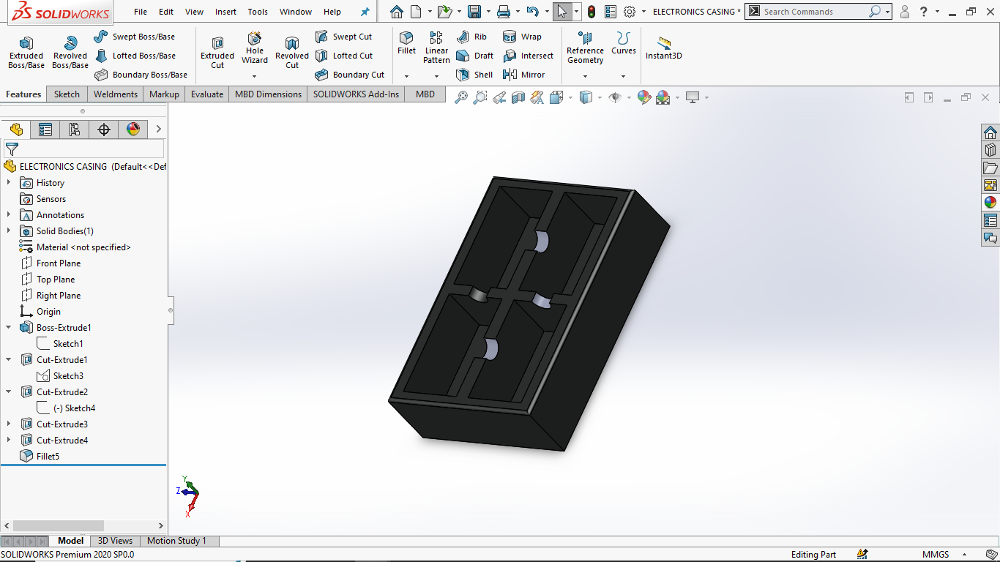 SOLIDWORKS File Edit View Insert Tools Window Help ELECTRONICS CASING * Search Commands ?
Extruded Boss/Base
Revolved Boss/Base
Swept Boss/Base
Lofted Boss/Base
Boundary Boss/Base
Extruded Cut
Hole Wizard
Revolved Cut
Swept Cut
Lofted Cut
Boundary Cut
Fillet
Linear Pattern
Rib
Draft
Shell
Wrap
Intersect
Mirror
Reference Geometry
Curves
Instant3D
Features Sketch Weldments Markup Evaluate MBD Dimensions SOLIDWORKS Add-Ins MBD
ELECTRONICS CASING (Default<<Def
History
Sensors
A Annotations
Solid Bodies(1)
Material <not specified>
Front Plane
Top Plane
Right Plane
Origin
Boss-Extrude1
Sketch1
Cut-Extrude1
Sketch3
Cut-Extrude2
(-) Sketch4
Cut-Extrude3
Cut-Extrude4
Fillet5
Y
Z
X
Model 3D Views Motion Study 1
SOLIDWORKS Premium 2020 SP0.0 Editing Part MMGS